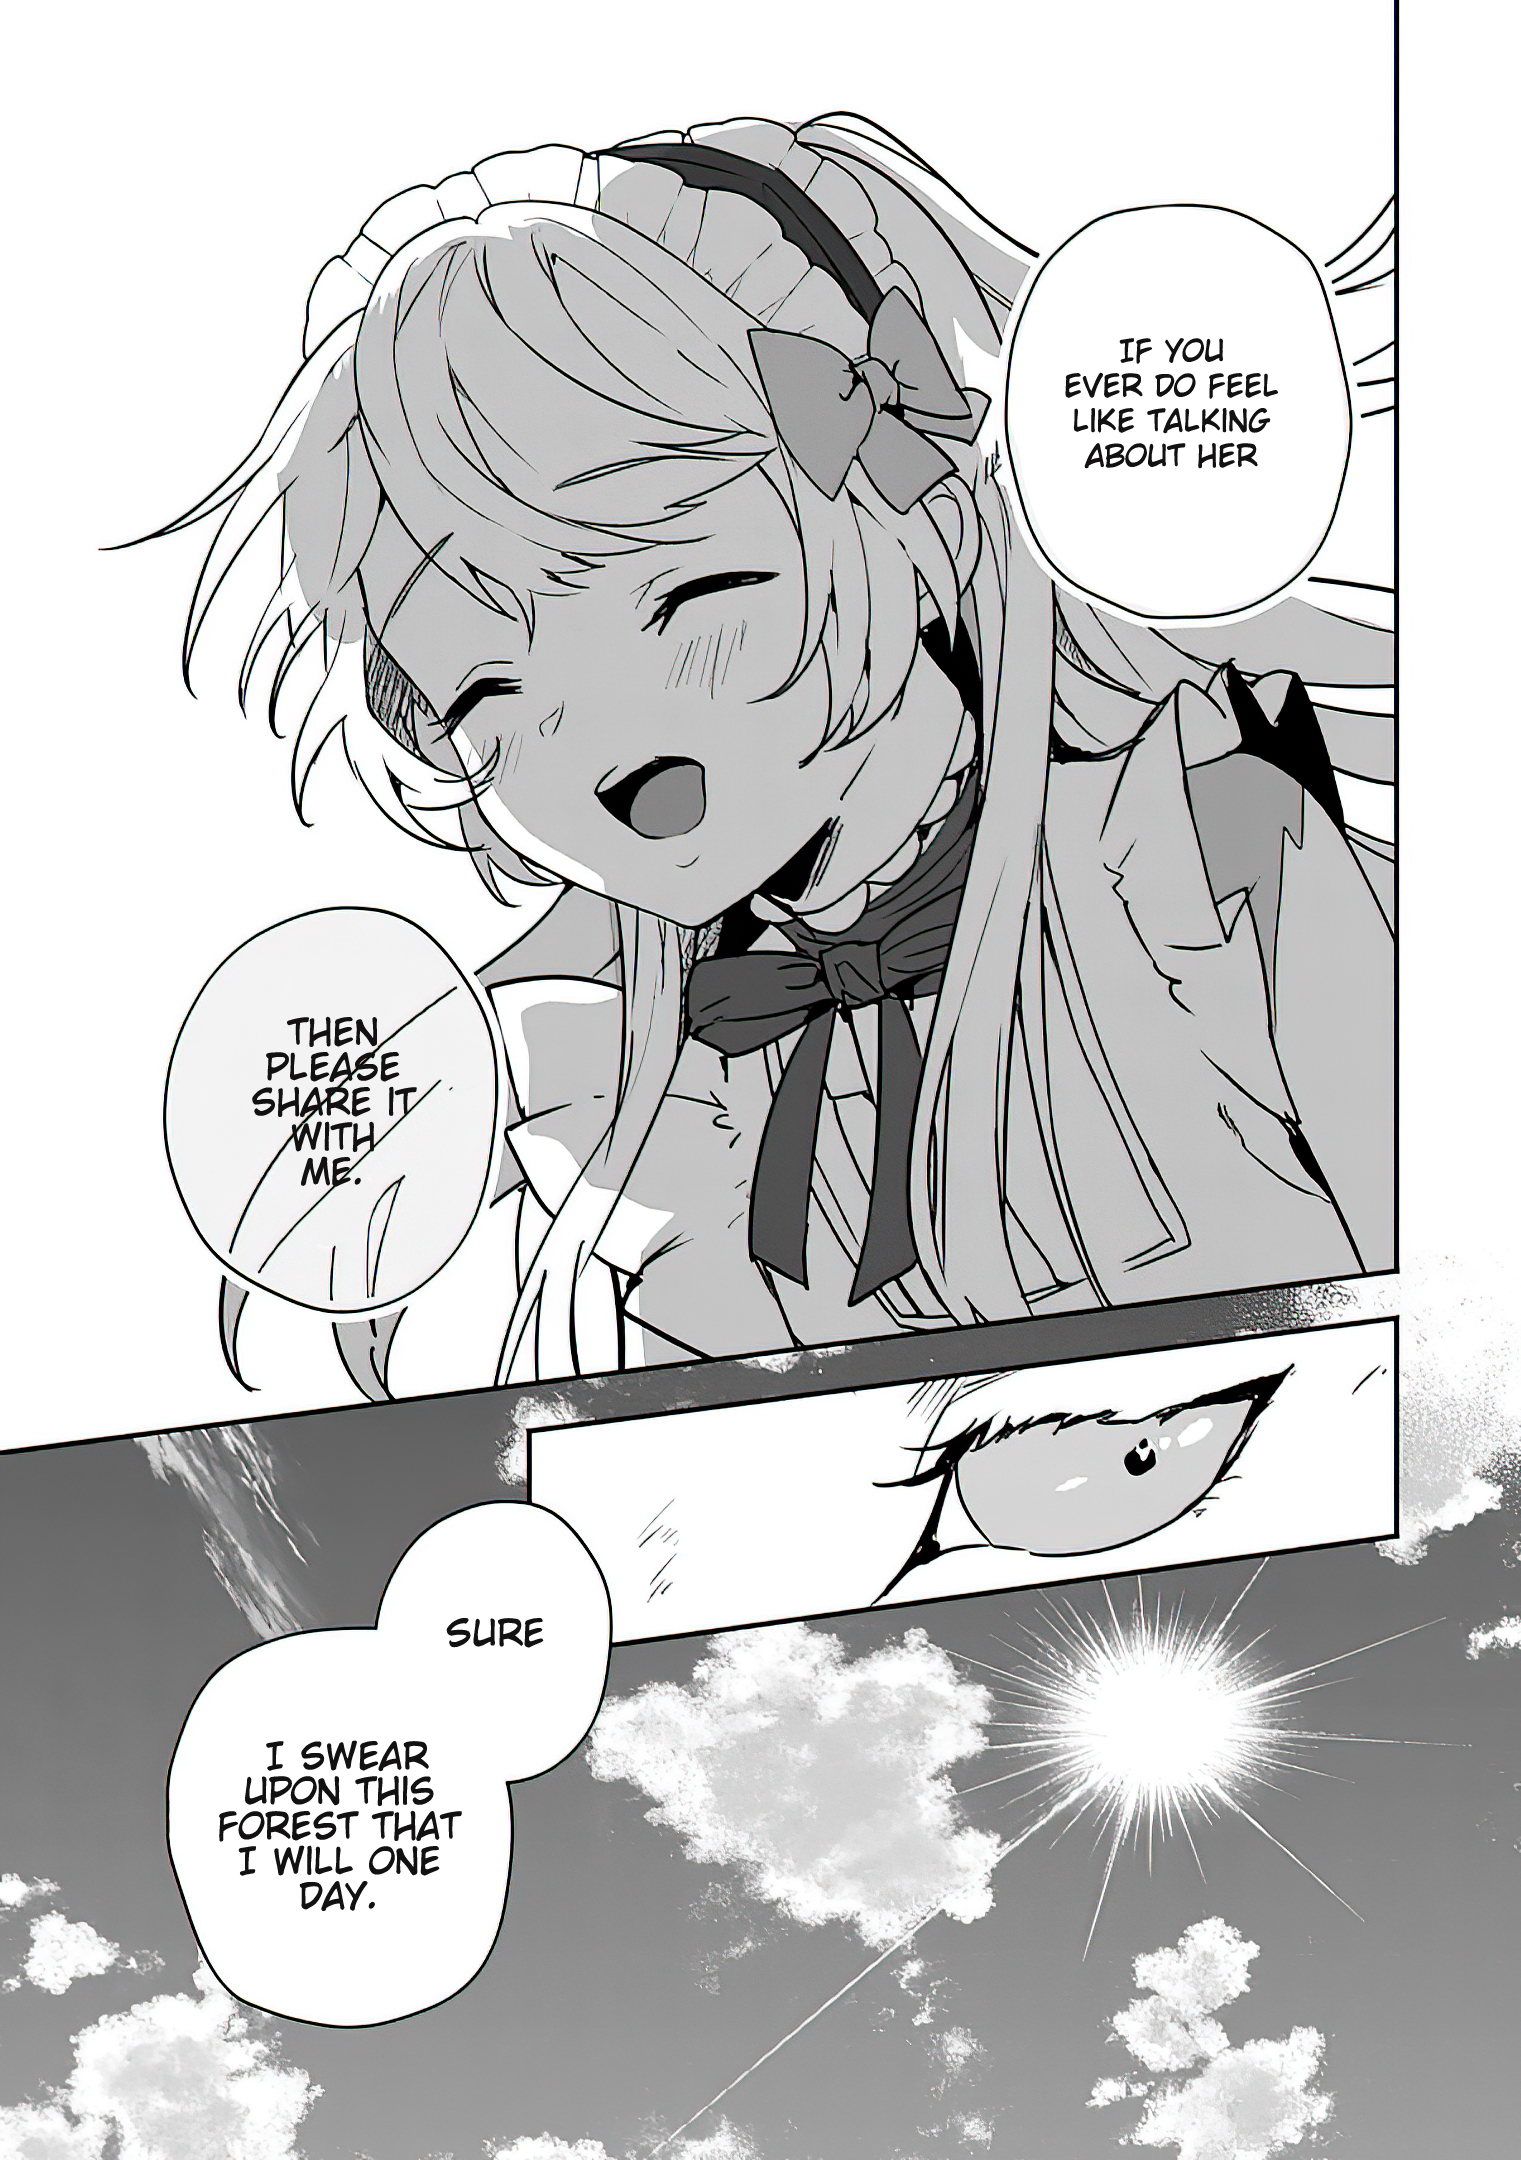 IF YOU
EVER DO FEEL
LIKE TALKING
ABOUT HER
THEN
PLEASE
SHARE IT
WITH
ME.
SURE
I SWEAR
UPON THIS
FOREST THAT
I WILL ONE
DAY.